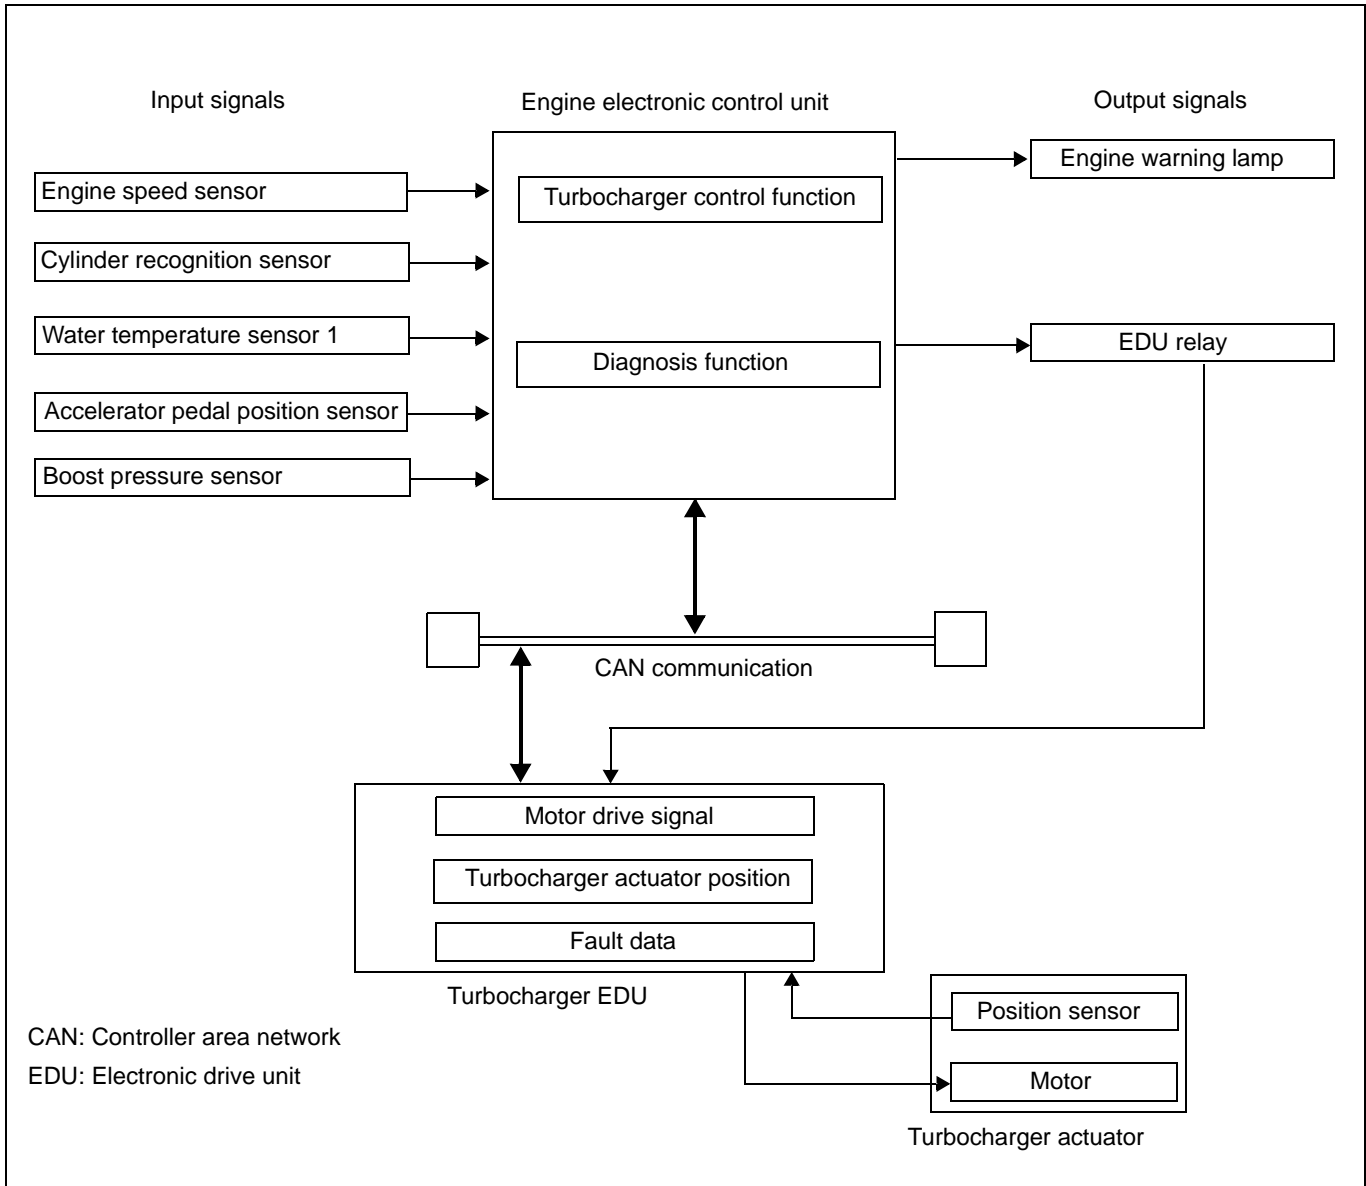 Input signals
Engine electronic control unit
Output signals
Engine speed sensor
Cylinder recognition sensor
Water temperature sensor 1
Accelerator pedal position sensor
Boost pressure sensor
Turbocharger control function
Diagnosis function
Engine warning lamp
EDU relay
CAN communication
Motor drive signal
Turbocharger actuator position
Fault data
Turbocharger EDU
Position sensor
Motor
Turbocharger actuator
CAN: Controller area network
EDU: Electronic drive unit